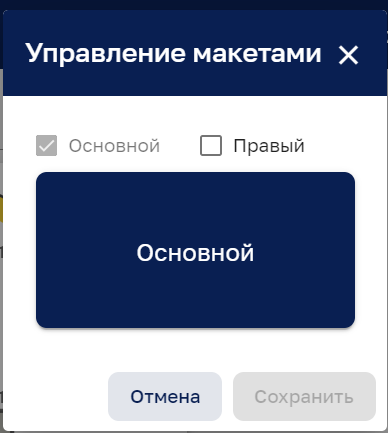 Управление макетами
Основной Правый
Основной
Отмена Сохранить